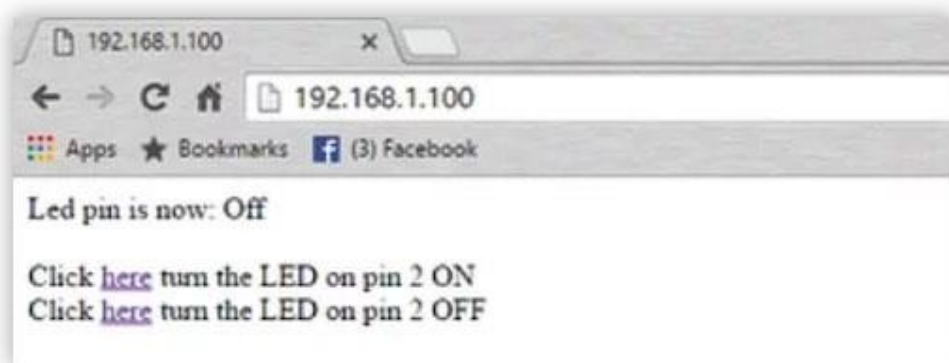 192.168.1.100
192.168.1.100
Apps Bookmarks (3) Facebook
Led pin is now: Off
Click here turn the LED on pin 2 ON
Click here turn the LED on pin 2 OFF